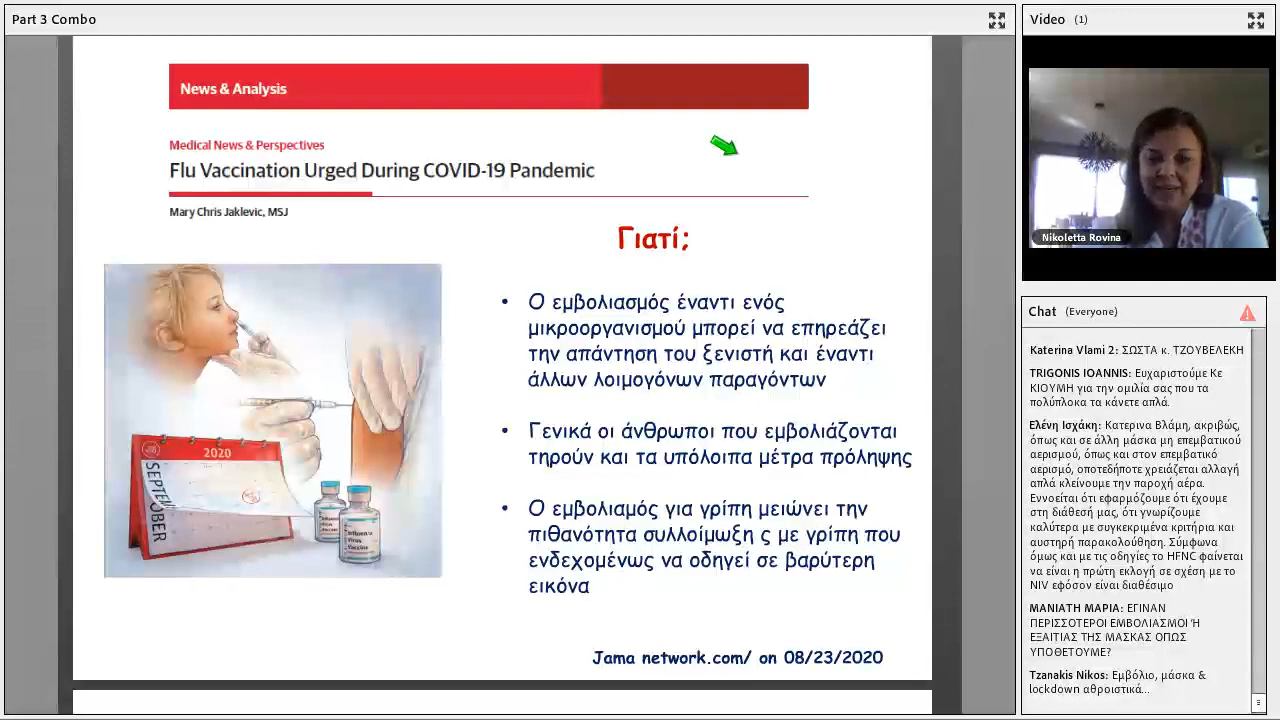 Part 3 Combo
News & Analysis
Medical News & Perspectives
Flu Vaccination Urged During COVID-19 Pandemic
Mary Chris Jaklevic, MSJ
Γιατί;
• Ο εμβολιασμός έναντι ενός
μικροοργανισμού μπορεί να επηρεάζει
την απάντηση του ξενιστή και έναντι
άλλων λοιμογόνων παραγόντων
• Γενικά οι άνθρωποι που εμβολιάζονται
τηρούν και τα υπόλοιπα μέτρα πρόληψης
• Ο εμβολιαμός για γρίπη μειώνει την
πιθανότητα συλλοίμωξη ς με γρίπη που
ενδεχομένως να οδηγεί σε βαρύτερη
εικόνα
2020
SEPTEMBER
Influenza
Virus
Vaccine
Jama network.com/ on 08/23/2020
Video (1)
Nikoletta Rovina
Chat (Everyone)
Katerina Vlami 2: ΣΩΣΤΑ κ. ΤΖΟΥΒΕΛΕΚΗ
TRIGONIS IOANNIS: Ευχαριστούμε Κε
ΚΙΟΥΜΗ για την ομιλία σας που τα
πολύπλοκα τα κάνετε απλά.
Ελένη Ισχάκη: Κατερινα Βλάμη, ακριβώς,
όπως και σε άλλη μάσκα μη επεμβατικού
αερισμού, όπως και στον επεμβατικό
αερισμό, οποτεδήποτε χρειάζεται αλλαγή
απλά κλείνουμε την παροχή αέρα.
Εννοείται ότι εφαρμόζουμε ότι έχουμε
στη διάθεσή μας, ότι γνωρίζουμε
καλύτερα με συγκεκριμένα κριτήρια και
αυστηρή παρακολούθηση. Σύμφωνα
όμως και με τις οδηγίες το HFNC φαίνεται
να είναι η πρώτη εκλογή σε σχέση με το
NIV εφόσον είναι διαθέσιμο
ΜΑΝΙΑΤΗ ΜΑΡΙΑ: ΕΓΙΝΑΝ
ΠΕΡΙΣΣΟΤΕΡΟΙ ΕΜΒΟΛΙΑΣΜΟΙ Ή
ΕΞΑΙΤΙΑΣ ΤΗΣ ΜΑΣΚΑΣ ΟΠΩΣ
ΥΠΟΘΕΤΟΥΜΕ?
Tzanakis Nikos: Εμβόλιο, μάσκα &
lockdown αθροιστικά...